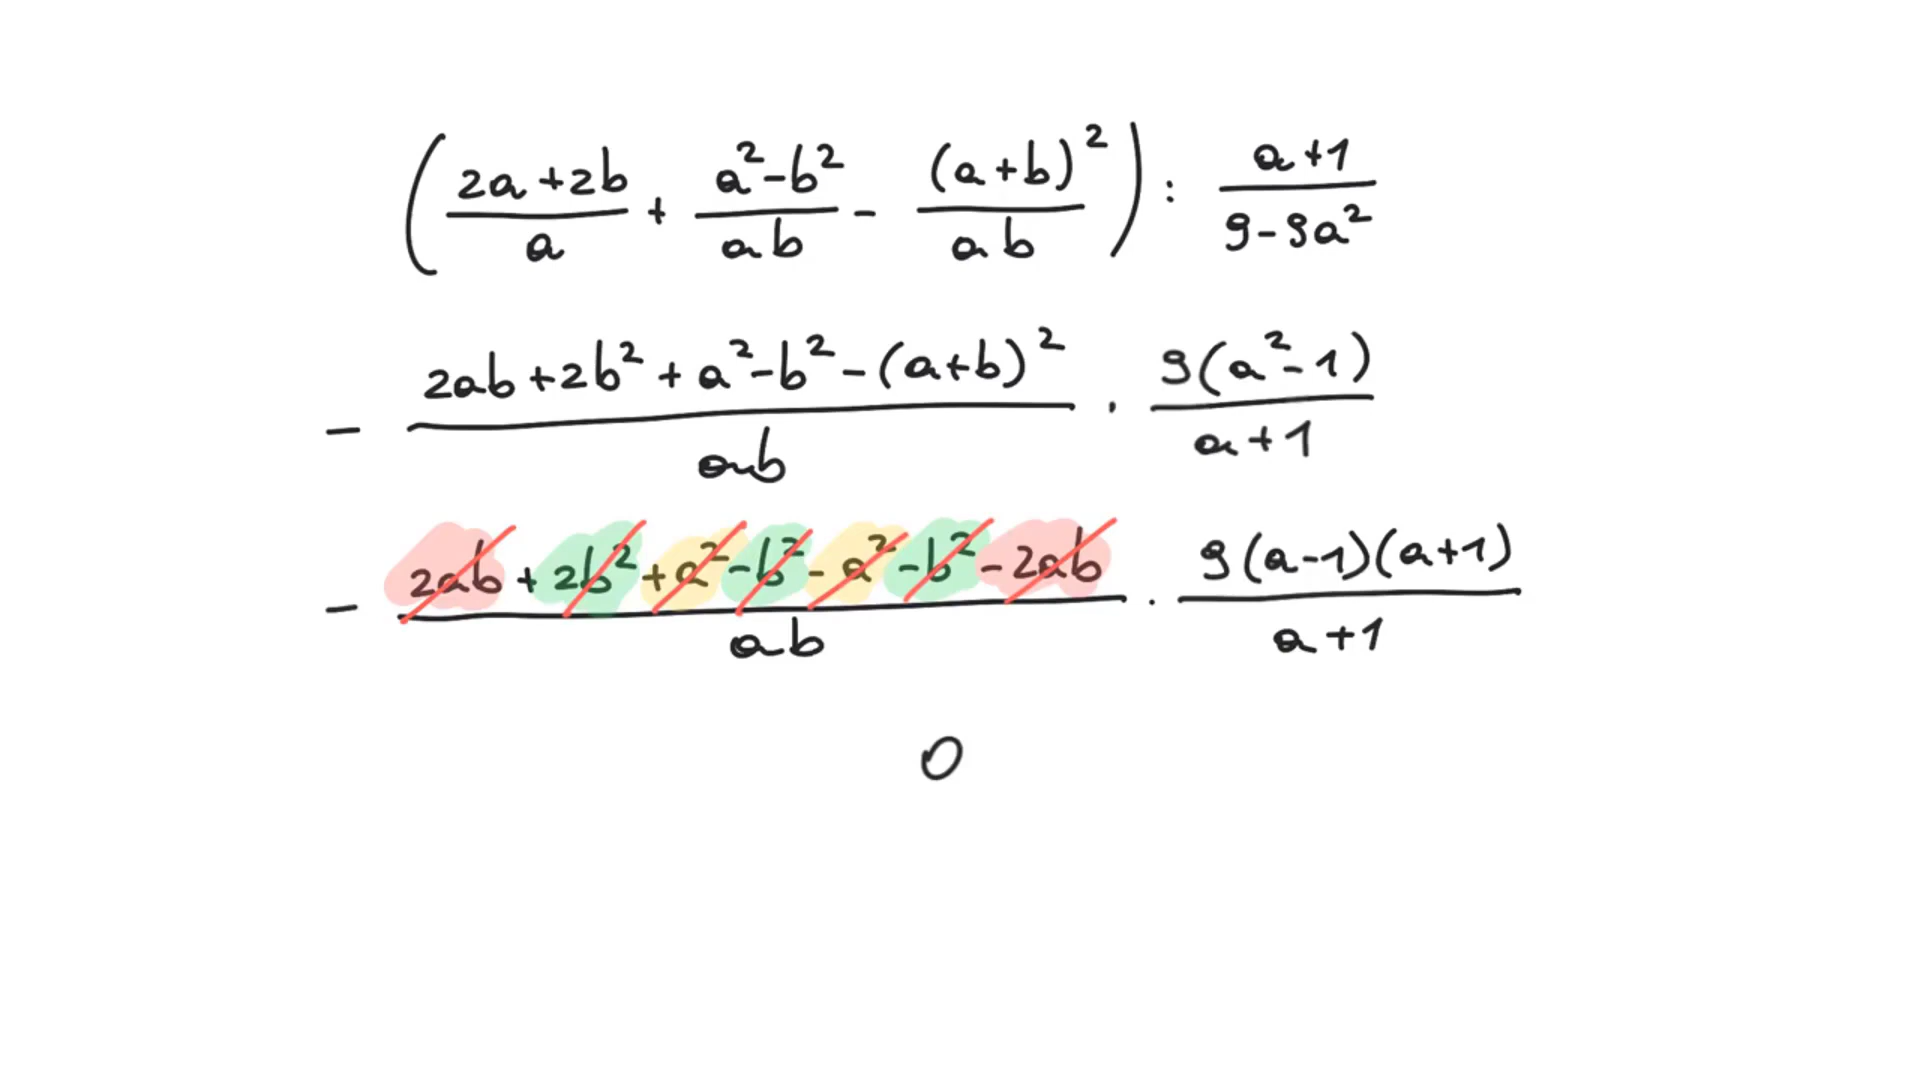 ( (2a+2b)/a + (a²-b²)/(ab) - (a+b)²/(ab) ) : (a+1)/(9-9a²)
- (2ab+2b²+a²-b²-(a+b)²)/(ab) · 9(a²-1)/(a+1)
- (2ab+2b²+a²-b²-a²-b²-2ab)/(ab) · 9(a-1)(a+1)/(a+1)
0